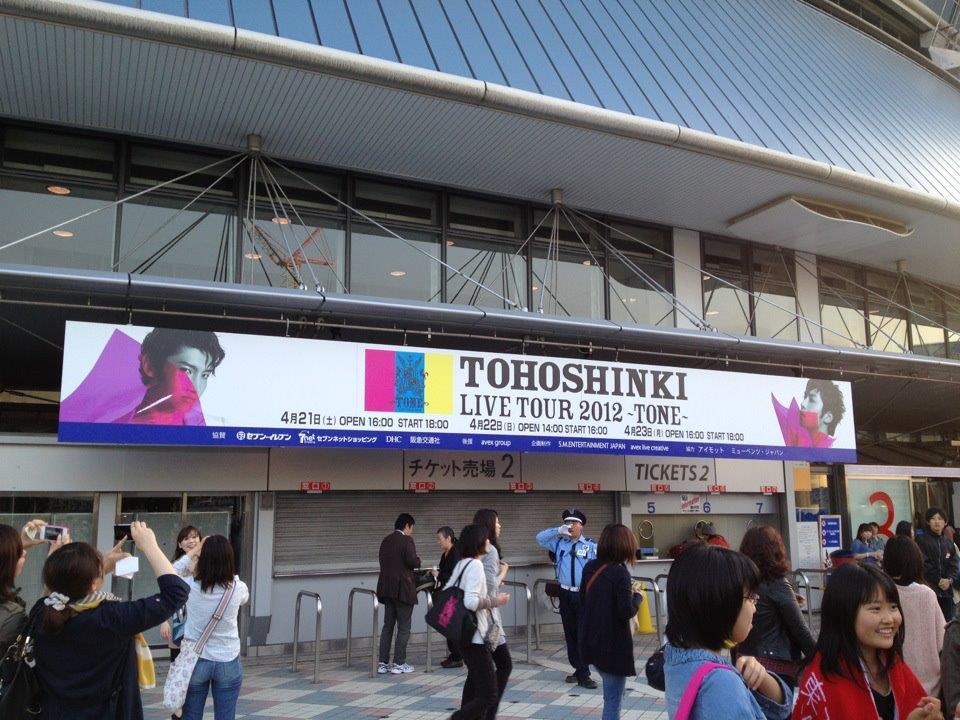 TOHOSHINKI
LIVE TOUR 2012 ~TONE~
~TONE~
4月21日(土) OPEN 16:00 START 18:00
4月22日(日) OPEN 14:00 START 16:00
4月23日(月) OPEN 16:00 START 18:00
協賛 セブン-イレブン 7net セブンネットショッピング DHC 阪急交通社 後援 avex group 企画制作 S.M.ENTERTAINMENT JAPAN avex live creative 協力 アイモット ミューベンツ・ジャパン
チケット売場 2
TICKETS 2
5 6 7
3